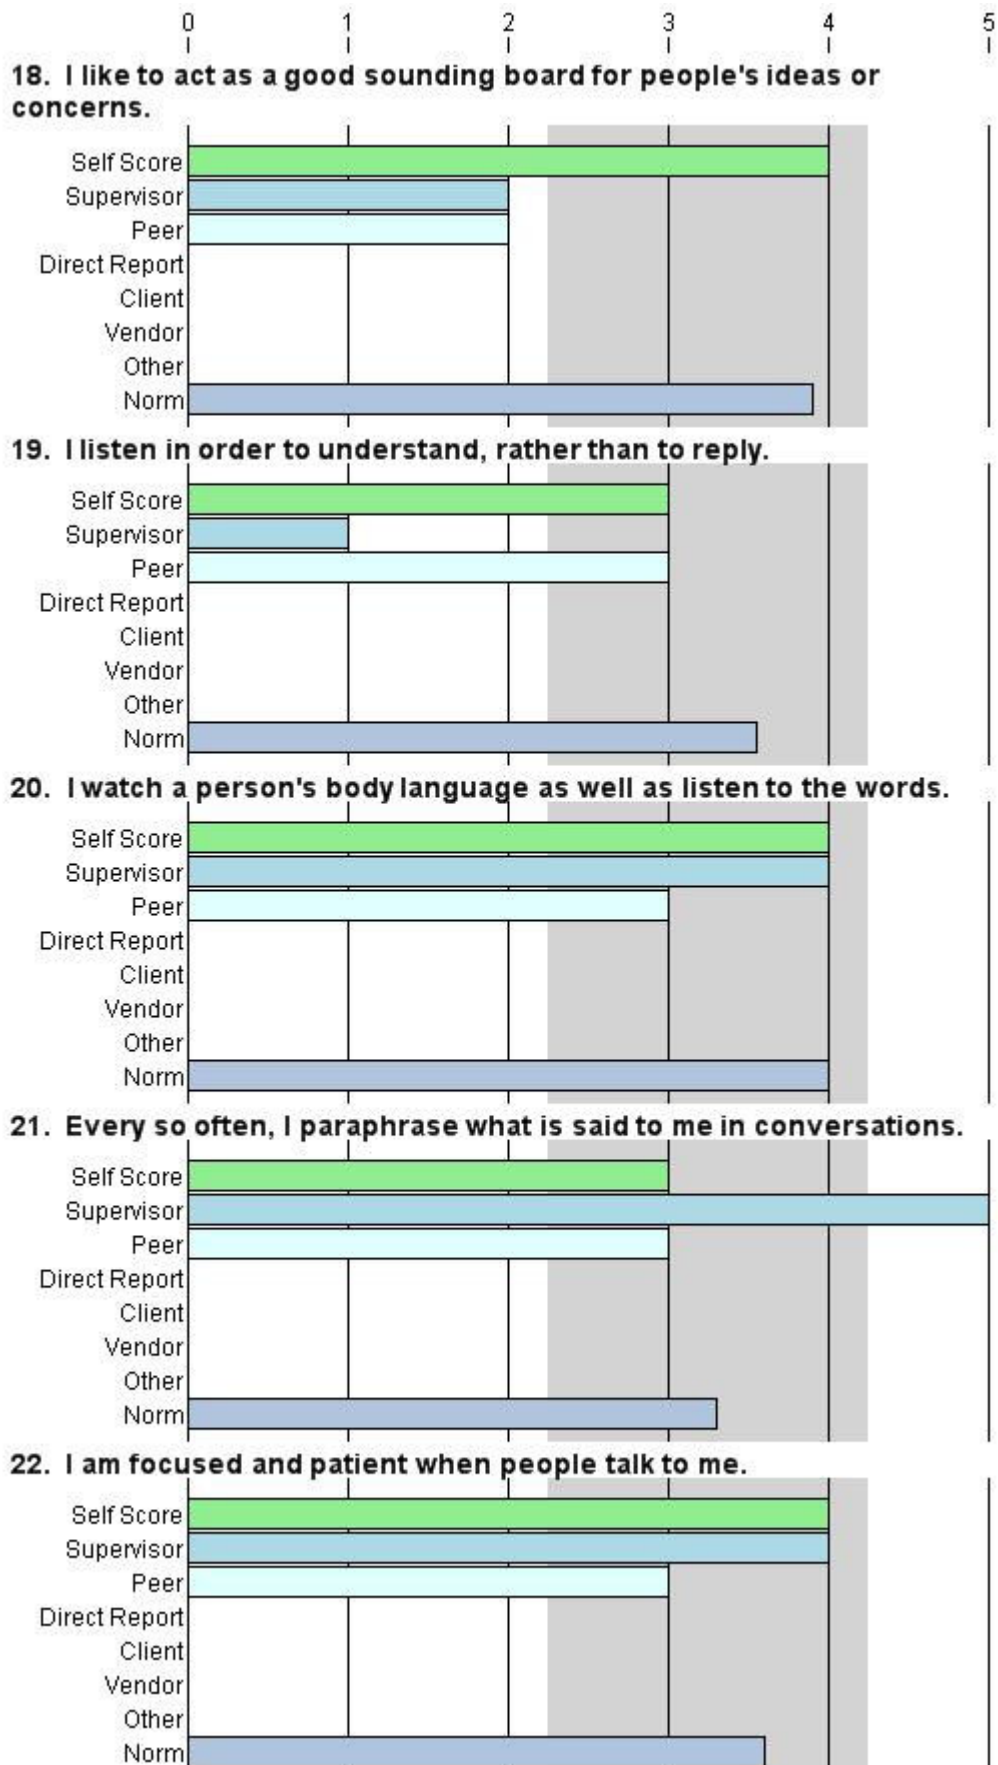 0 1 2 3 4 5
18. I like to act as a good sounding board for people's ideas or
concerns.
Self Score
Supervisor
Peer
Direct Report
Client
Vendor
Other
Norm
19. I listen in order to understand, rather than to reply.
Self Score
Supervisor
Peer
Direct Report
Client
Vendor
Other
Norm
20. I watch a person's body language as well as listen to the words.
Self Score
Supervisor
Peer
Direct Report
Client
Vendor
Other
Norm
21. Every so often, I paraphrase what is said to me in conversations.
Self Score
Supervisor
Peer
Direct Report
Client
Vendor
Other
Norm
22. I am focused and patient when people talk to me.
Self Score
Supervisor
Peer
Direct Report
Client
Vendor
Other
Norm